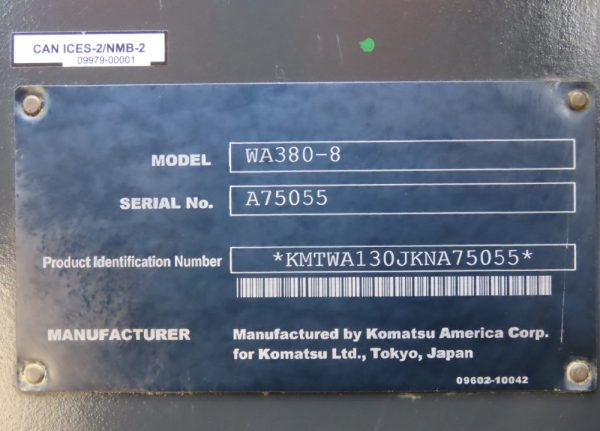 CAN ICES-2/NMB-2
09979-00001
MODEL WA380-8
SERIAL No. A75055
Product Identification Number *KMTWA130JKNA75055*
MANUFACTURER Manufactured by Komatsu America Corp.
for Komatsu Ltd., Tokyo, Japan
09602-10042